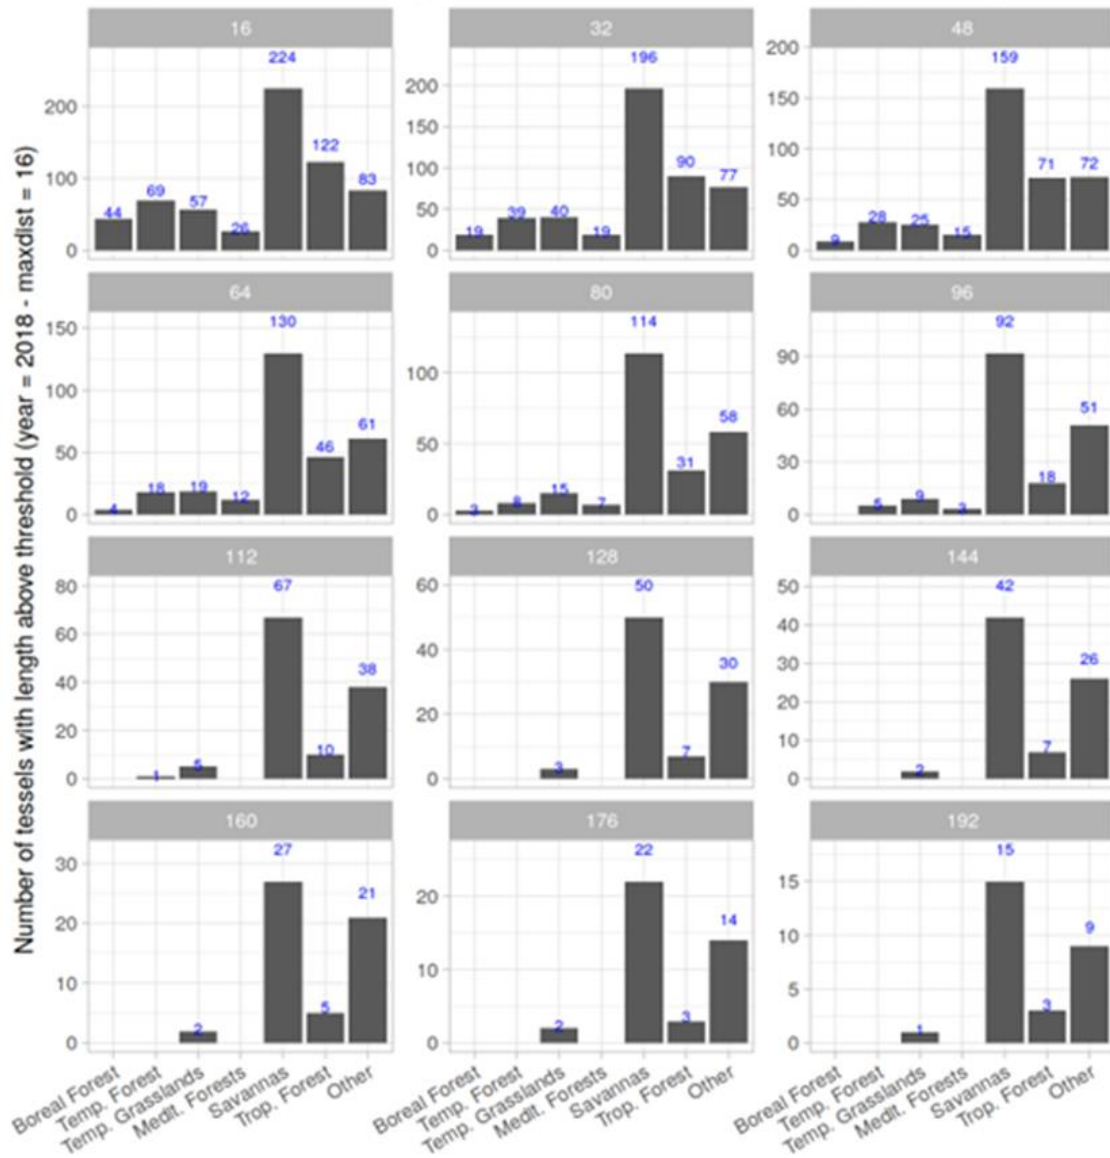 Number of tessels with length above threshold (year = 2018 - maxdist = 16)
16 32 48
200
100
0
44 69 57 26 224 122 83
200
150
100
50
0
19 39 40 19 196 90 77
200
150
100
50
0
9 28 25 15 159 71 72
64 80 96
150
100
50
0
4 18 19 12 130 46 61
100
50
0
3 8 15 7 114 31 58
90
60
30
0
5 9 3 92 18 51
112 128 144
80
60
40
20
0
1 5 67 10 38
60
40
20
0
3 50 7 30
50
40
30
20
10
0
2 42 7 26
160 176 192
30
20
10
0
2 27 5 21
20
10
0
2 22 3 14
15
10
5
0
1 15 3 9
Boreal Forest
Temp. Forest
Temp. Grasslands
Medit. Forests
Savannas
Trop. Forest
Other
Boreal Forest
Temp. Forest
Temp. Grasslands
Medit. Forests
Savannas
Trop. Forest
Other
Boreal Forest
Temp. Forest
Temp. Grasslands
Medit. Forests
Savannas
Trop. Forest
Other